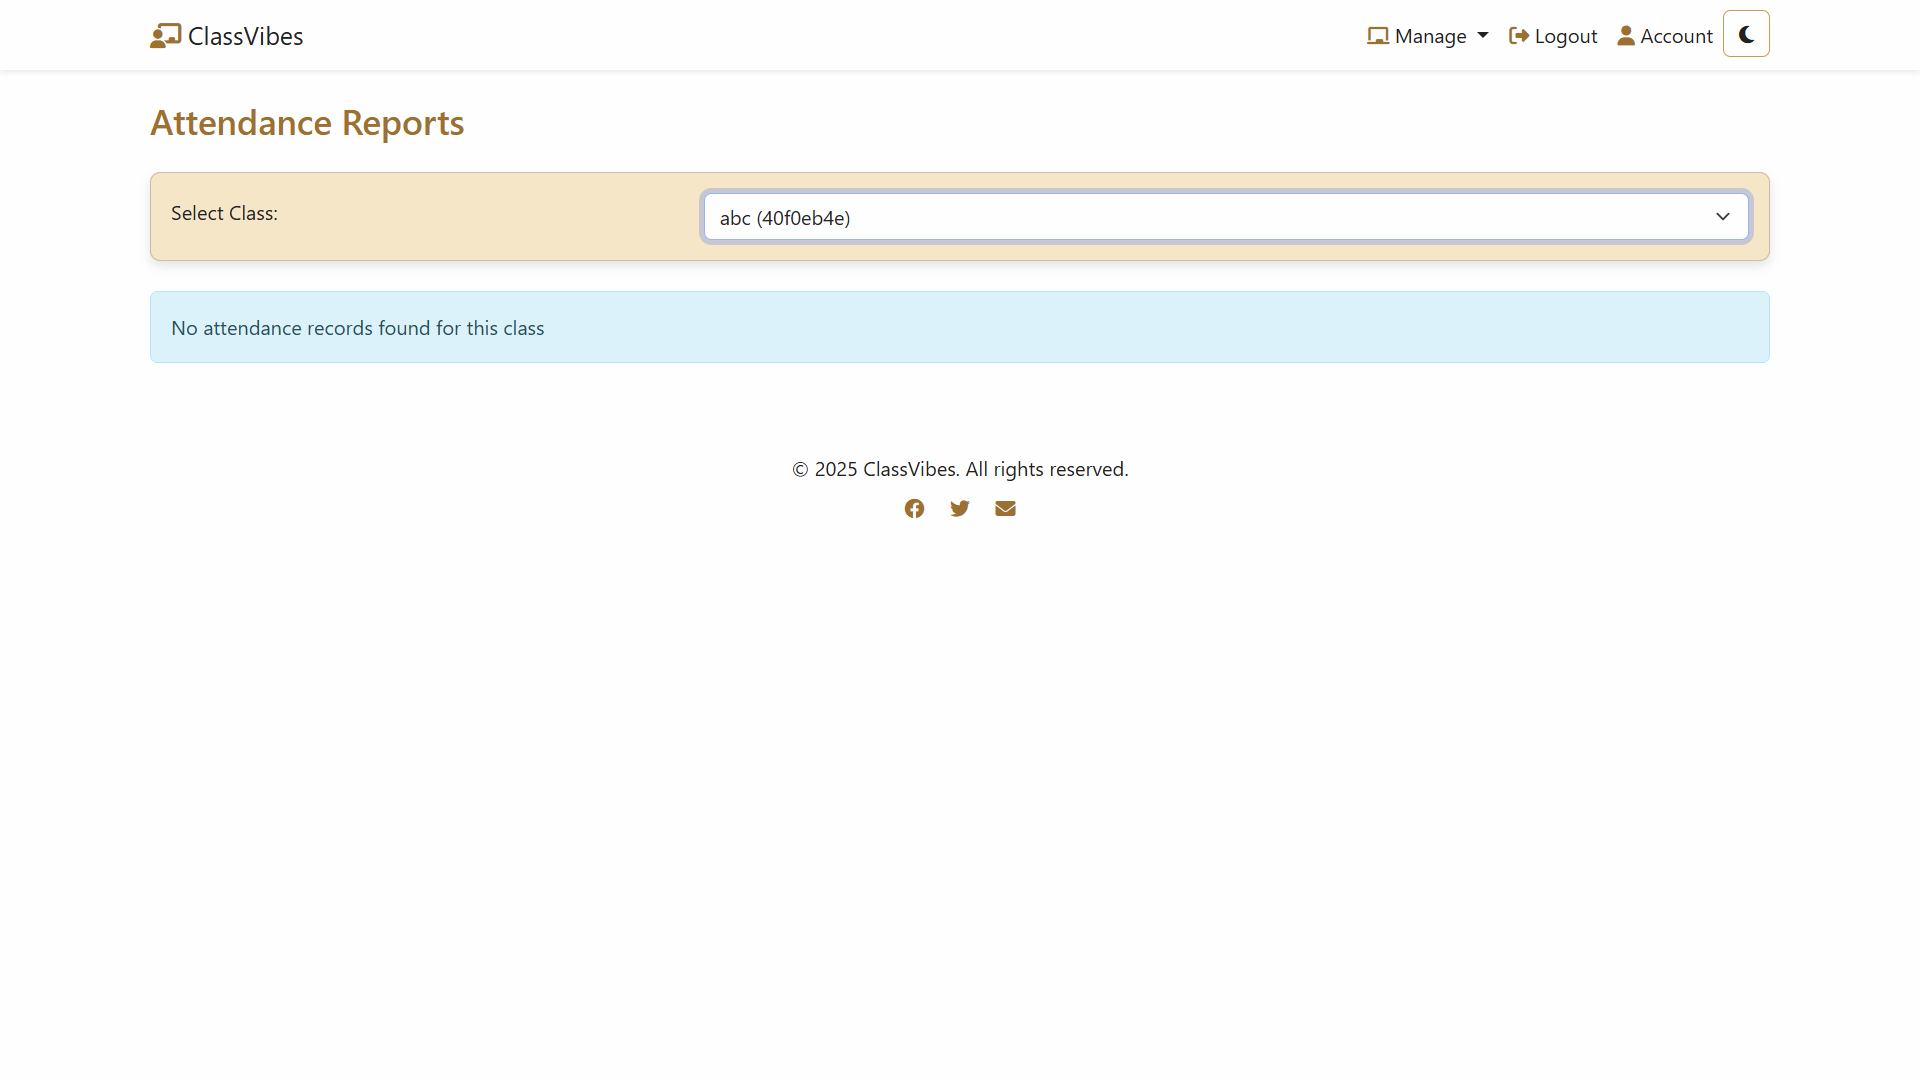 ClassVibes
Manage
Logout
Account
Attendance Reports
Select Class:
abc (40f0eb4e)
No attendance records found for this class
© 2025 ClassVibes. All rights reserved.